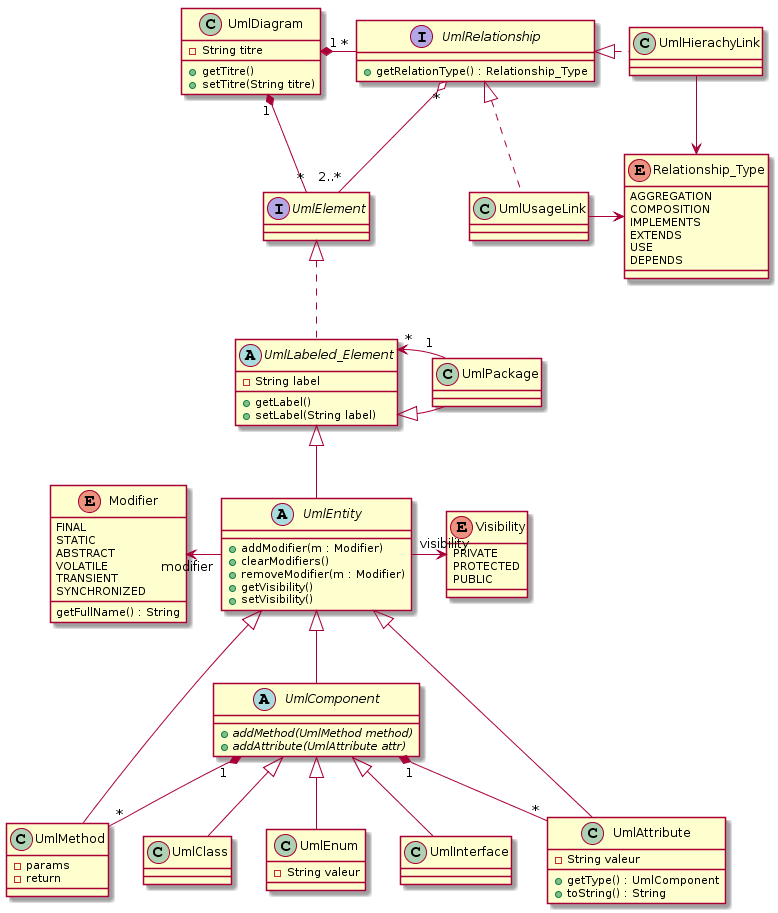 C UmlDiagram
String titre
getTitre()
setTitre(String titre)
1 *
I UmlRelationship
getRelationType() : Relationship_Type
C UmlHierachyLink
1
*
*
2..*
E Relationship_Type
AGGREGATION
COMPOSITION
IMPLEMENTS
EXTENDS
USE
DEPENDS
I UmlElement
C UmlUsageLink
A UmlLabeled_Element
String label
getLabel()
setLabel(String label)
* 1
C UmlPackage
E Modifier
FINAL
STATIC
ABSTRACT
VOLATILE
TRANSIENT
SYNCHRONIZED
getFullName() : String
modifier
A UmlEntity
addModifier(m : Modifier)
clearModifiers()
removeModifier(m : Modifier)
getVisibility()
setVisibility()
visibility
E Visibility
PRIVATE
PROTECTED
PUBLIC
A UmlComponent
addMethod(UmlMethod method)
addAttribute(UmlAttribute attr)
1
*
1
*
C UmlMethod
params
return
C UmlClass
C UmlEnum
String valeur
C UmlInterface
C UmlAttribute
String valeur
getType() : UmlComponent
toString() : String